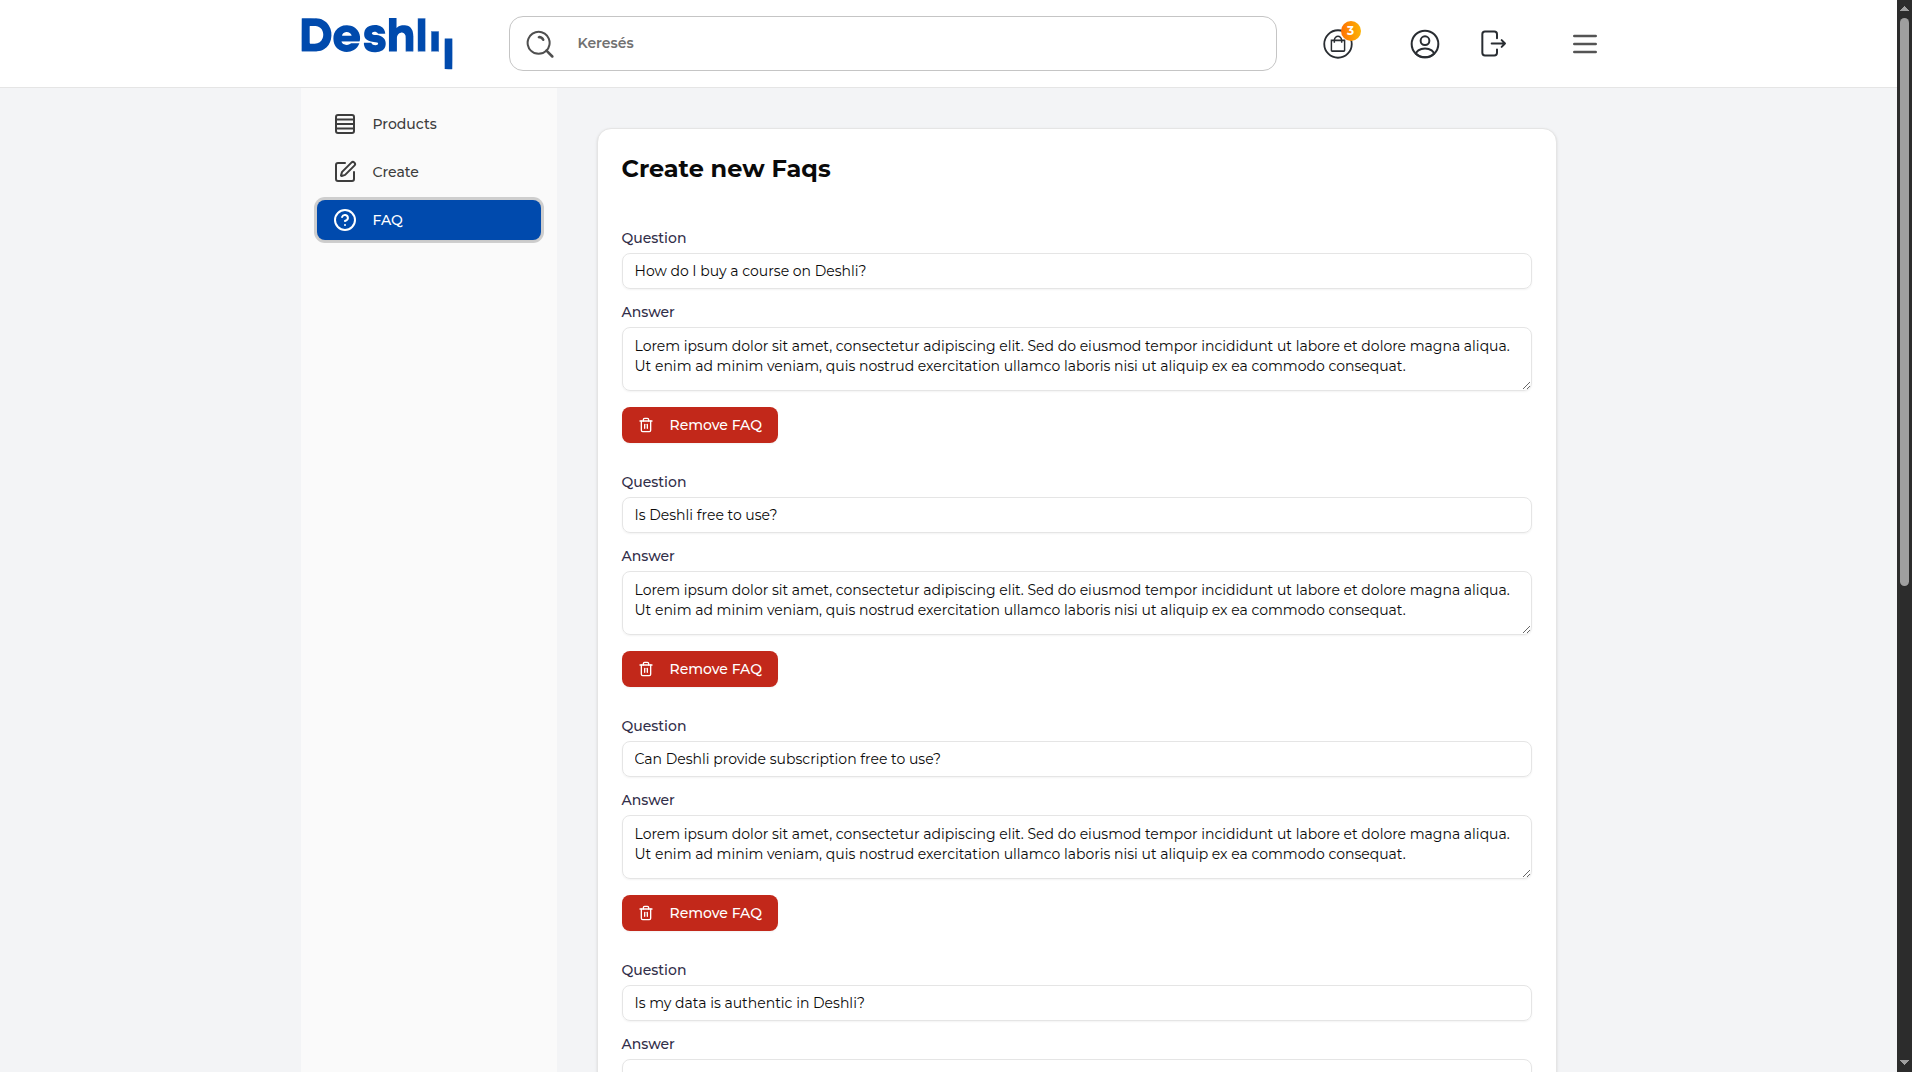 Deshli
Keresés
3
Products
Create
FAQ
Create new Faqs
Question
How do I buy a course on Deshli?
Answer
Lorem ipsum dolor sit amet, consectetur adipiscing elit. Sed do eiusmod tempor incididunt ut labore et dolore magna aliqua.
Ut enim ad minim veniam, quis nostrud exercitation ullamco laboris nisi ut aliquip ex ea commodo consequat.
Remove FAQ
Question
Is Deshli free to use?
Answer
Lorem ipsum dolor sit amet, consectetur adipiscing elit. Sed do eiusmod tempor incididunt ut labore et dolore magna aliqua.
Ut enim ad minim veniam, quis nostrud exercitation ullamco laboris nisi ut aliquip ex ea commodo consequat.
Remove FAQ
Question
Can Deshli provide subscription free to use?
Answer
Lorem ipsum dolor sit amet, consectetur adipiscing elit. Sed do eiusmod tempor incididunt ut labore et dolore magna aliqua.
Ut enim ad minim veniam, quis nostrud exercitation ullamco laboris nisi ut aliquip ex ea commodo consequat.
Remove FAQ
Question
Is my data is authentic in Deshli?
Answer